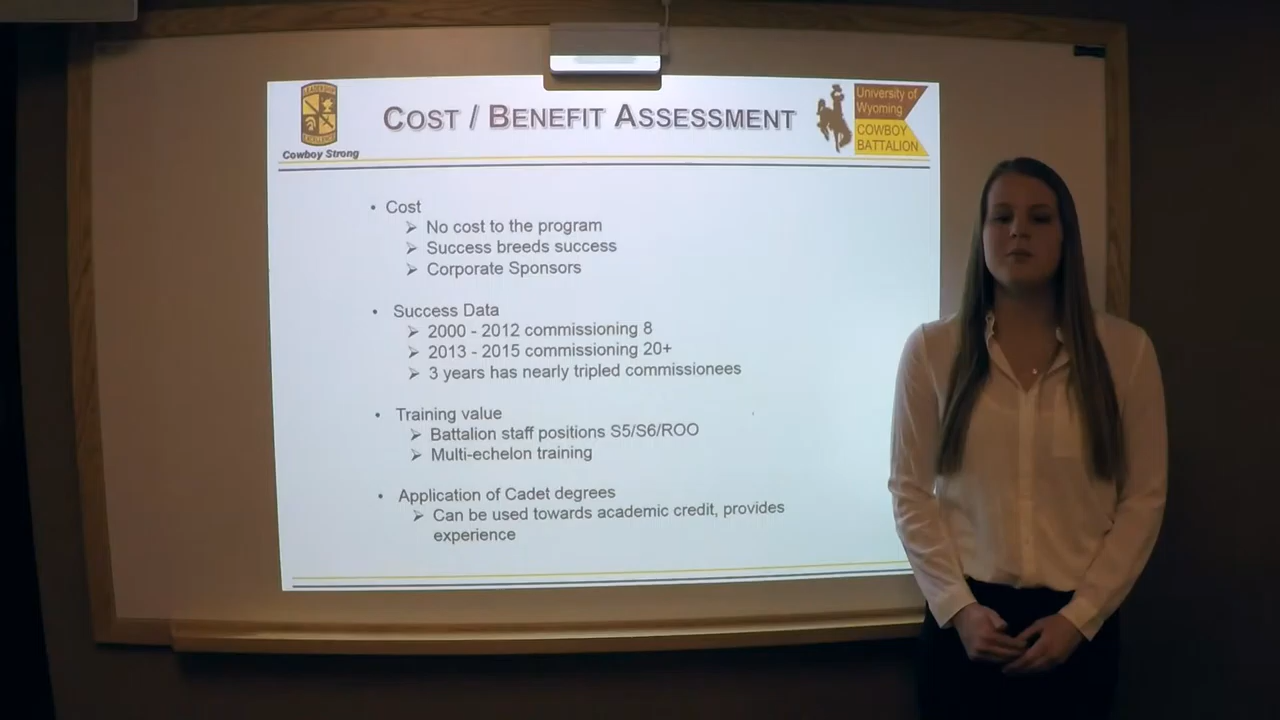 LEADERSHIP
EXCELLENCE
Cowboy Strong
COST / BENEFIT ASSESSMENT
University of
Wyoming
COWBOY
BATTALION
• Cost
➢ No cost to the program
➢ Success breeds success
➢ Corporate Sponsors
• Success Data
➢ 2000 - 2012 commissioning 8
➢ 2013 - 2015 commissioning 20+
➢ 3 years has nearly tripled commissionees
• Training value
➢ Battalion staff positions S5/S6/ROO
➢ Multi-echelon training
• Application of Cadet degrees
➢ Can be used towards academic credit, provides
experience